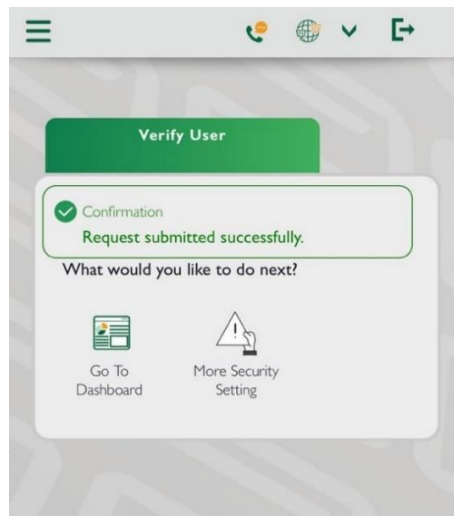 Verify User
Confirmation
Request submitted successfully.
What would you like to do next?
Go To
Dashboard
More Security
Setting